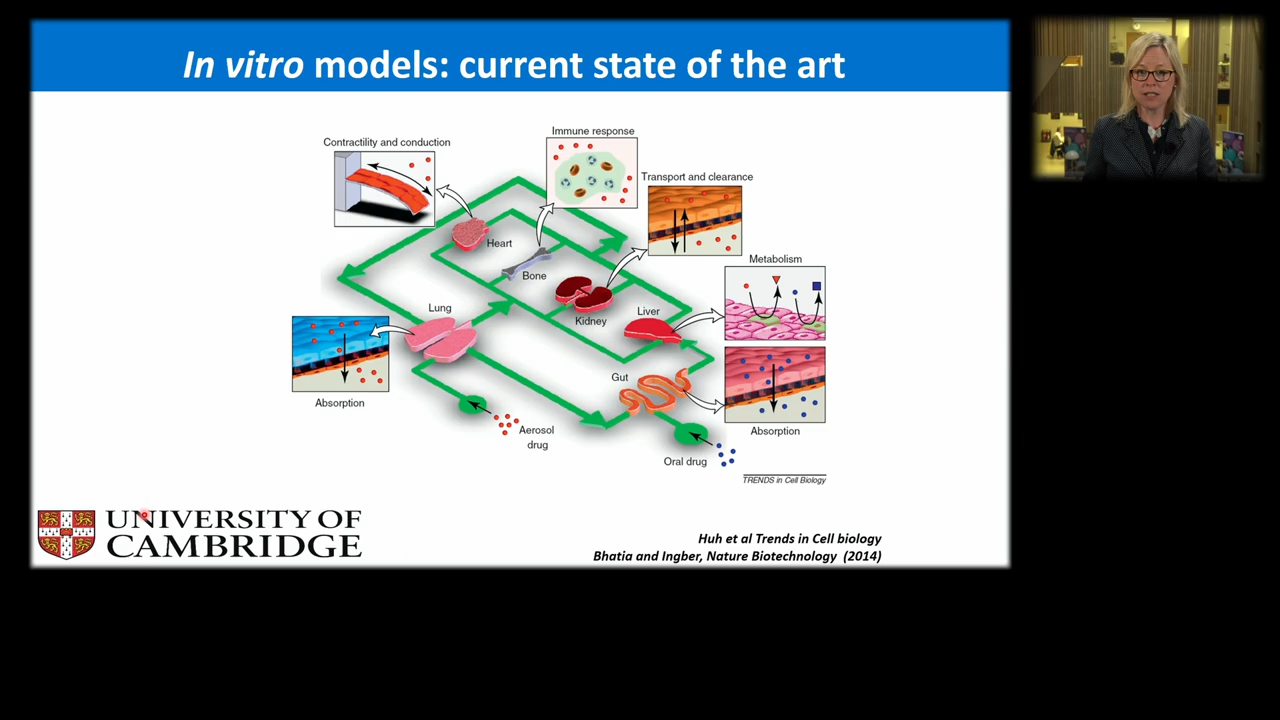 In vitro models: current state of the art
Immune response
Contractility and conduction
Transport and clearance
Heart
Metabolism
Bone
Lung
Liver
Kidney
Gut
Absorption
Aerosol
drug
Absorption
Oral drug
TRENDS in Cell Biology
UNIVERSITY OF
CAMBRIDGE
Huh et al Trends in Cell biology
Bhatia and Ingber, Nature Biotechnology (2014)